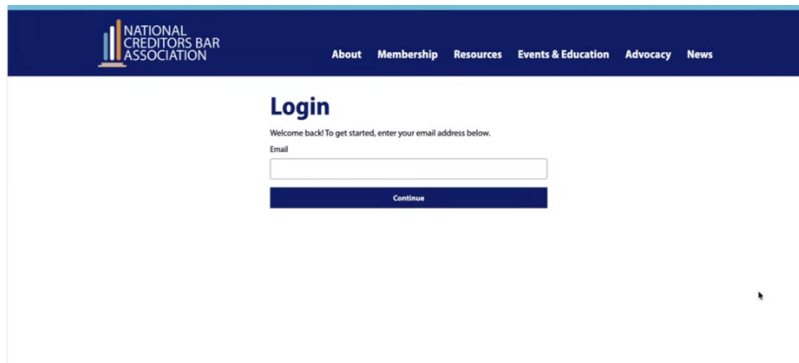 NATIONAL
CREDITORS BAR
ASSOCIATION
About Membership Resources Events & Education Advocacy News
Login
Welcome back! To get started, enter your email address below.
Email
Continue